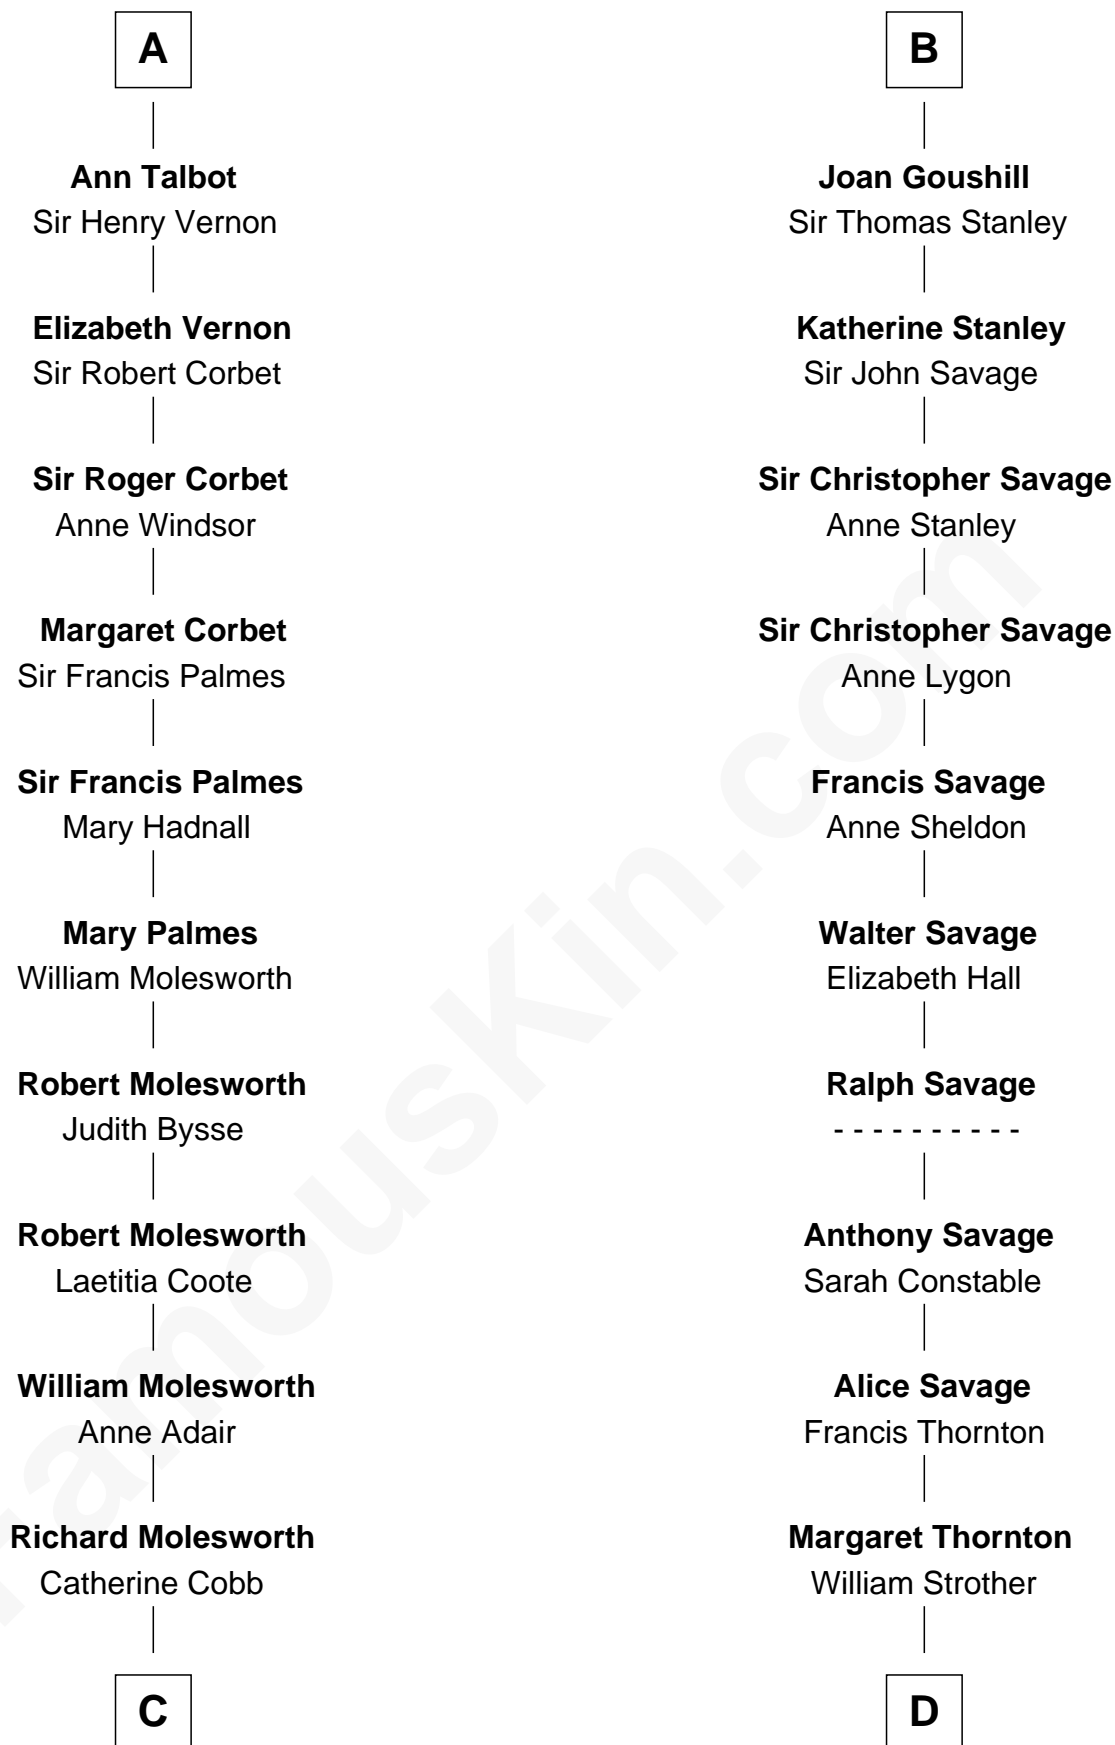 A
Ann Talbot
Sir Henry Vernon
Elizabeth Vernon
Sir Robert Corbet
Sir Roger Corbet
Anne Windsor
Margaret Corbet
Sir Francis Palmes
Sir Francis Palmes
Mary Hadnall
Mary Palmes
William Molesworth
Robert Molesworth
Judith Bysse
Robert Molesworth
Laetitia Coote
William Molesworth
Anne Adair
Richard Molesworth
Catherine Cobb
C
B
Joan Goushill
Sir Thomas Stanley
Katherine Stanley
Sir John Savage
Sir Christopher Savage
Anne Stanley
Sir Christopher Savage
Anne Lygon
Francis Savage
Anne Sheldon
Walter Savage
Elizabeth Hall
Ralph Savage
- - - - - - - - - -
Anthony Savage
Sarah Constable
Alice Savage
Francis Thornton
Margaret Thornton
William Strother
D
FamousKin.com